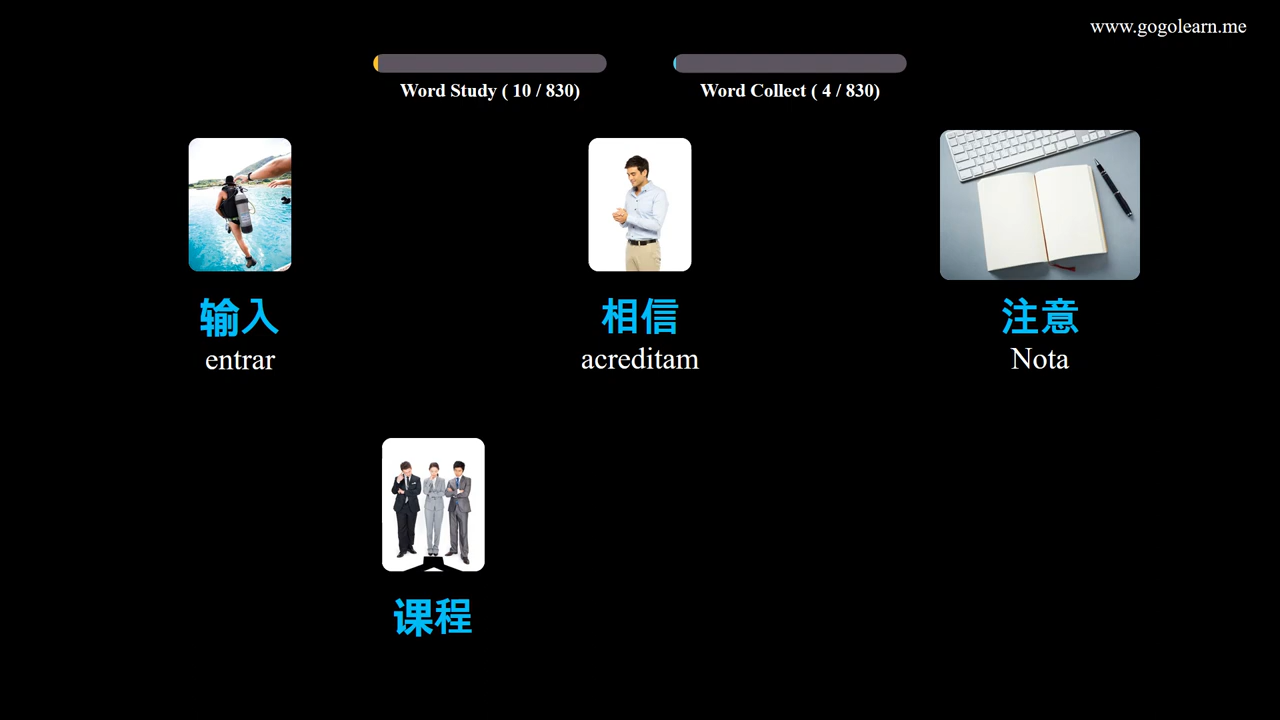 www.gogolearn.me
Word Study ( 10 / 830)
Word Collect ( 4 / 830)
输入
entrar
相信
acreditam
注意
Nota
课程